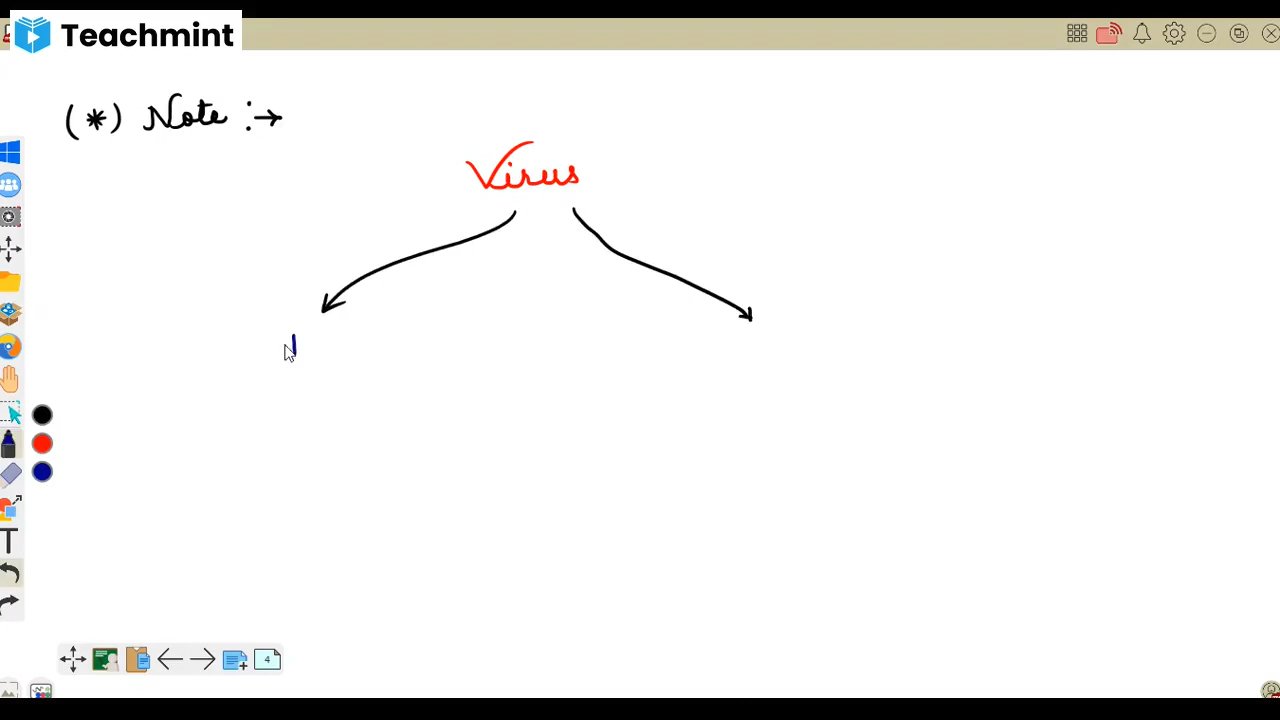 Teachmint
(*) Note :→
Virus
T
4